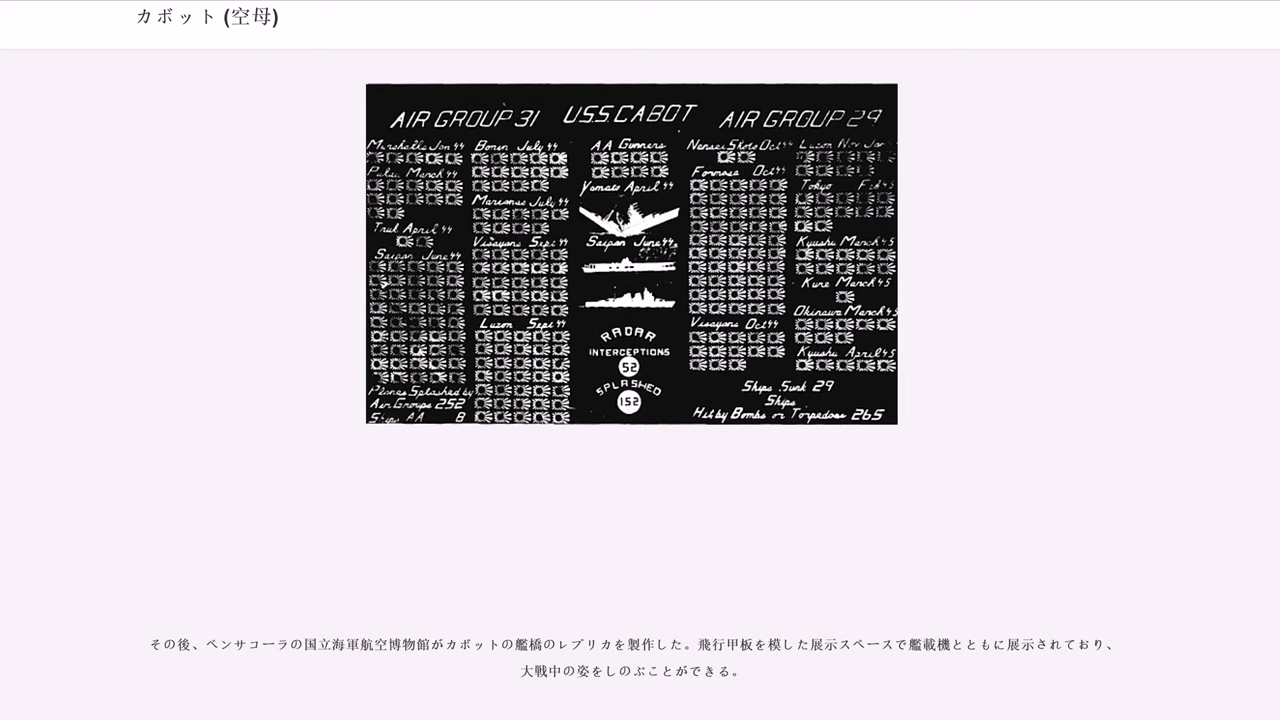 カボット (空母)
AIR GROUP 31
U.S.S. CABOT
AIR GROUP 29
Marshalls Jan 44
Palau March 44
Truk April 44
Saipan June 44
Planes Splashed by
Air Groups 252
Ships AA 8
Bonin July 44
Marianas July 44
Visayans Sept 44
Luzon Sept 44
AA Gunners
Yamato April 44
Saipan June 44
RADAR
INTERCEPTIONS
52
SPLASHED
152
Nansei Shoto Oct 44
Formosa Oct 44
Visayans Oct 44
Luzon Nov Jan
Tokyo Feb 45
Kyushu March 45
Kure March 45
Okinawa March 45
Kyushu April 45
Ships Sunk 29
Ships
Hit by Bombs or Torpedoes 265
その後、ペンサコーラの国立海軍航空博物館がカボットの艦橋のレプリカを製作した。飛行甲板を模した展示スペースで艦載機とともに展示されており、
大戦中の姿をしのぶことができる。